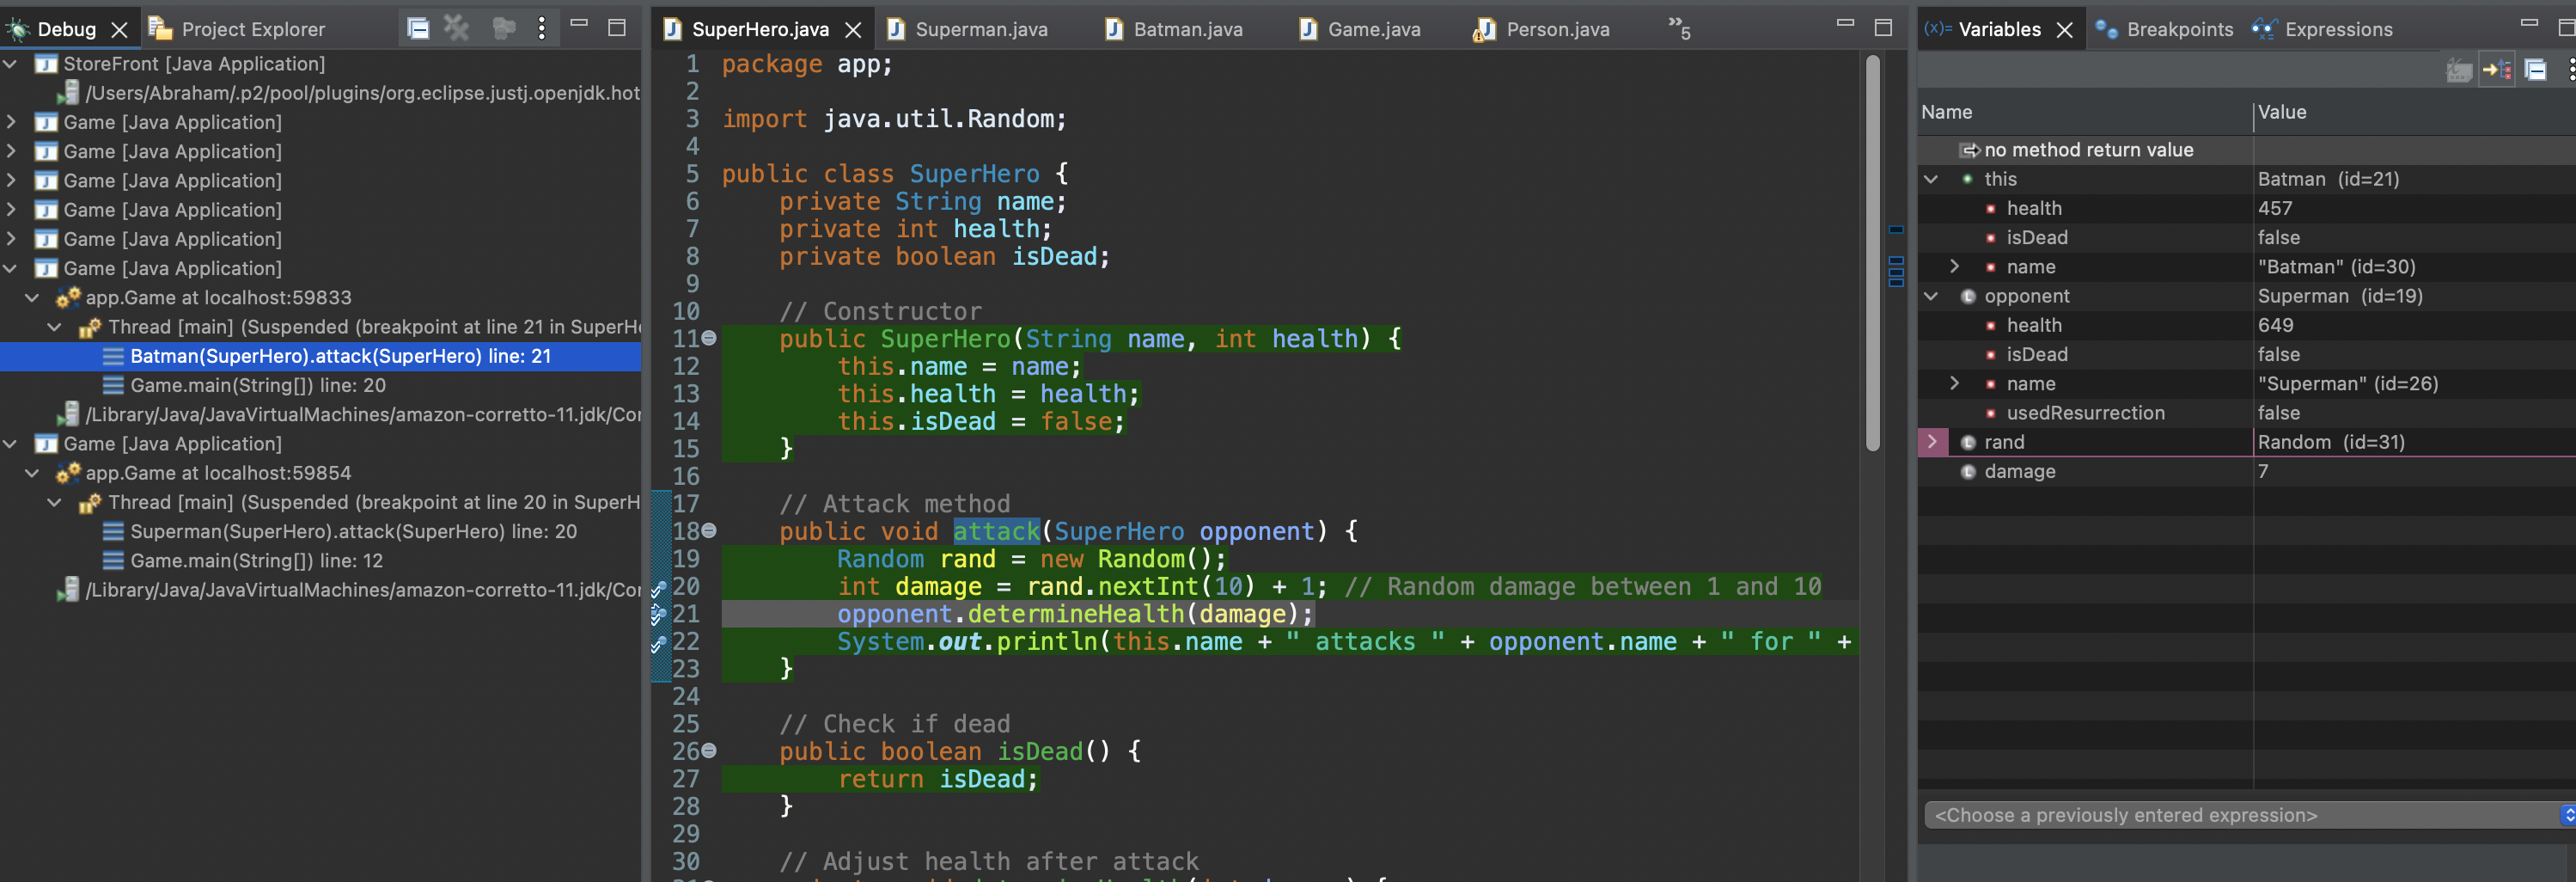 Debug
Project Explorer
StoreFront [Java Application]
/Users/Abraham/.p2/pool/plugins/org.eclipse.justj.openjdk.hot
Game [Java Application]
Game [Java Application]
Game [Java Application]
Game [Java Application]
Game [Java Application]
Game [Java Application]
app.Game at localhost:59833
Thread [main] (Suspended (breakpoint at line 21 in SuperHe
Batman(SuperHero).attack(SuperHero) line: 21
Game.main(String[]) line: 20
/Library/Java/JavaVirtualMachines/amazon-corretto-11.jdk/Cor
Game [Java Application]
app.Game at localhost:59854
Thread [main] (Suspended (breakpoint at line 20 in SuperH
Superman(SuperHero).attack(SuperHero) line: 20
Game.main(String[]) line: 12
/Library/Java/JavaVirtualMachines/amazon-corretto-11.jdk/Cor
SuperHero.java
Superman.java
Batman.java
Game.java
Person.java
»5
1 package app;
2
3 import java.util.Random;
4
5 public class SuperHero {
6 private String name;
7 private int health;
8 private boolean isDead;
9
10 // Constructor
11 public SuperHero(String name, int health) {
12 this.name = name;
13 this.health = health;
14 this.isDead = false;
15 }
16
17 // Attack method
18 public void attack(SuperHero opponent) {
19 Random rand = new Random();
20 int damage = rand.nextInt(10) + 1; // Random damage between 1 and 10
21 opponent.determineHealth(damage);
22 System.out.println(this.name + " attacks " + opponent.name + " for " +
23 }
24
25 // Check if dead
26 public boolean isDead() {
27 return isDead;
28 }
29
30 // Adjust health after attack
(x)= Variables
Breakpoints
Expressions
Name Value
no method return value
this Batman (id=21)
health 457
isDead false
name "Batman" (id=30)
opponent Superman (id=19)
health 649
isDead false
name "Superman" (id=26)
usedResurrection false
rand Random (id=31)
damage 7
<Choose a previously entered expression>